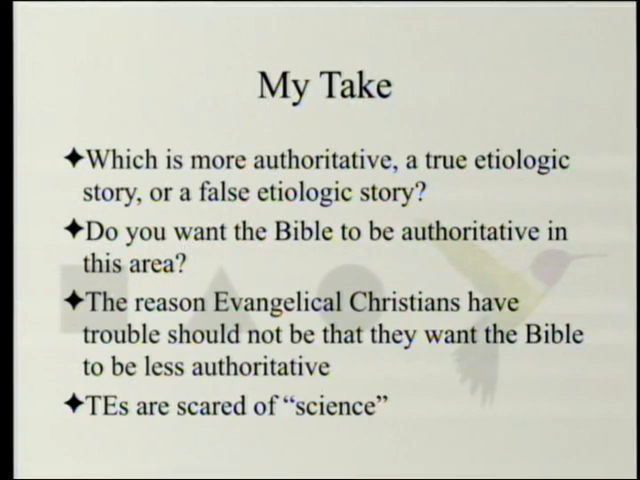 My Take
✦Which is more authoritative, a true etiologic
story, or a false etiologic story?
✦Do you want the Bible to be authoritative in
this area?
✦The reason Evangelical Christians have
trouble should not be that they want the Bible
to be less authoritative
✦TEs are scared of “science”